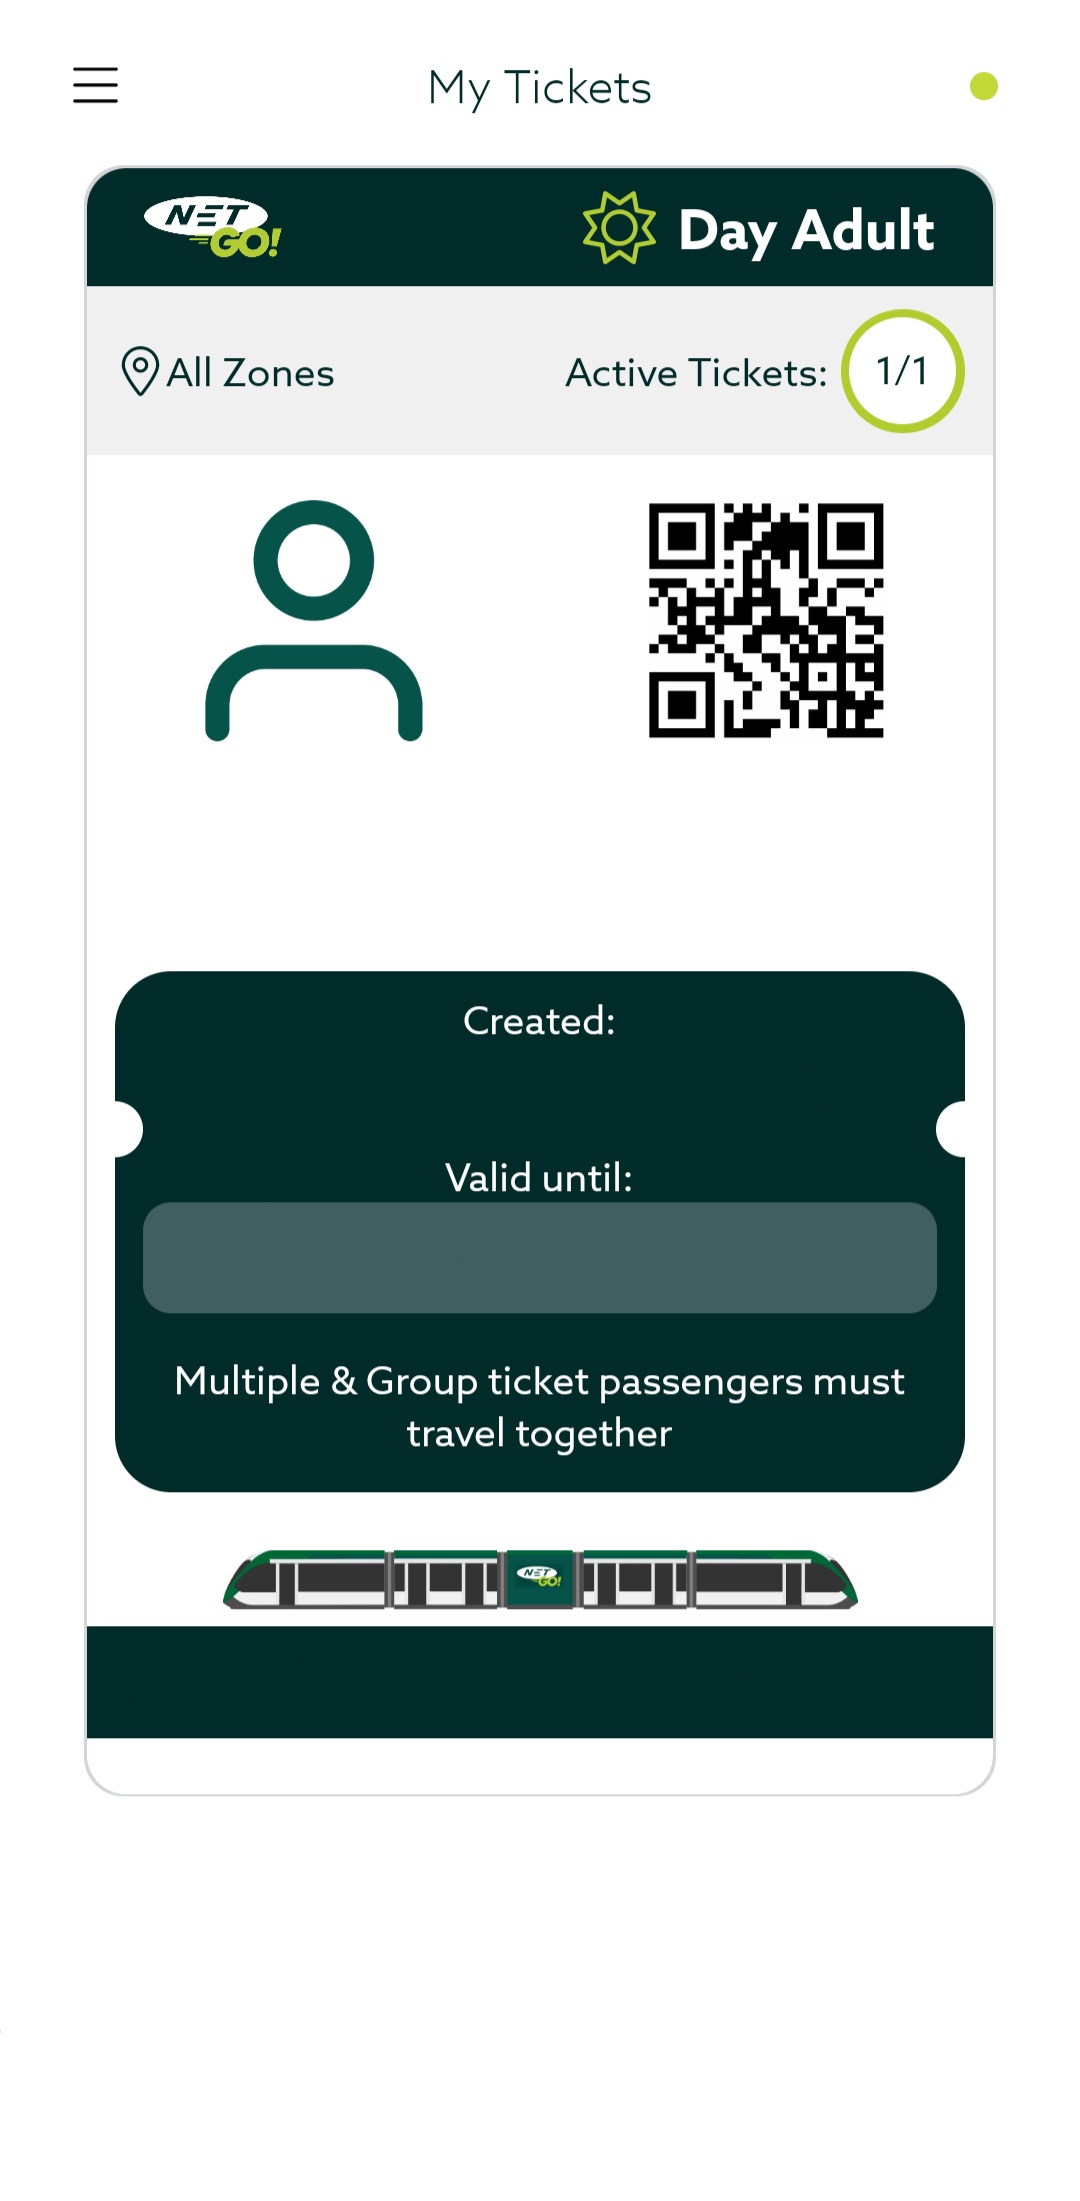 My Tickets
NET
GO!
Day Adult
All Zones
Active Tickets:
1/1
Created:
Valid until:
Multiple & Group ticket passengers must
travel together
NET
GO!